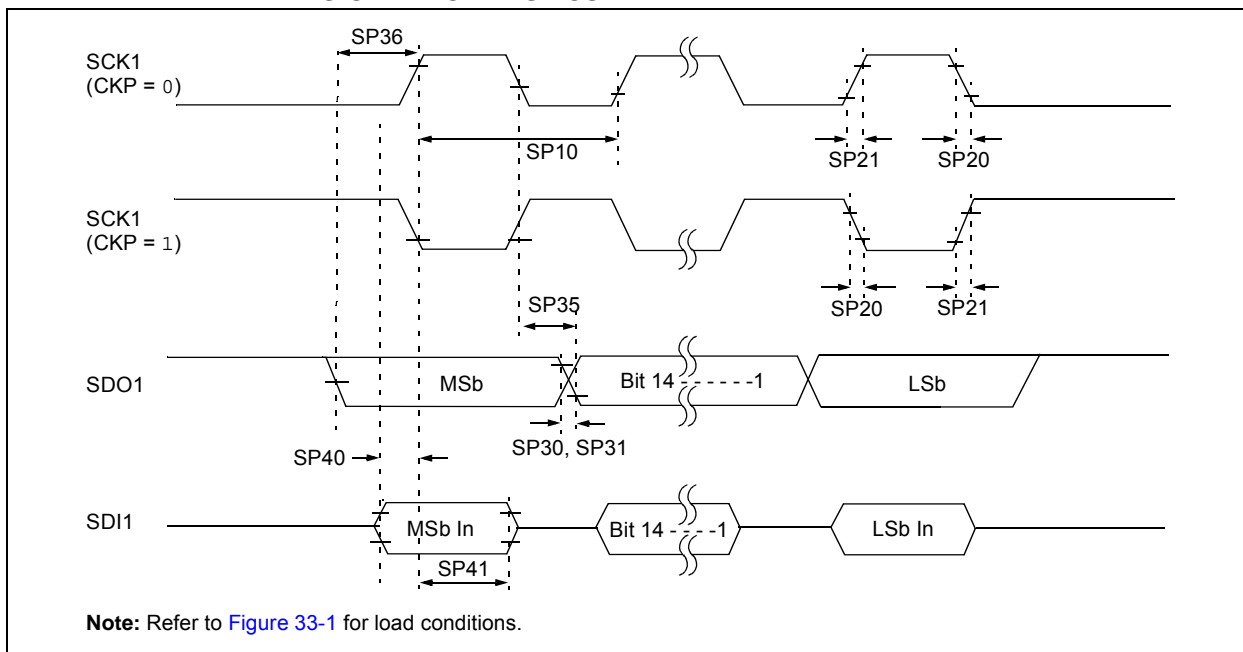 SP36
SCK1
(CKP = 0)
SP10
SP21
SP20
SCK1
(CKP = 1)
SP35
SP20
SP21
SDO1
MSb
Bit 14 - - - - - -1
LSb
SP40
SP30, SP31
SDI1
MSb In
Bit 14 - - - -1
LSb In
SP41
Note: Refer to Figure 33-1 for load conditions.